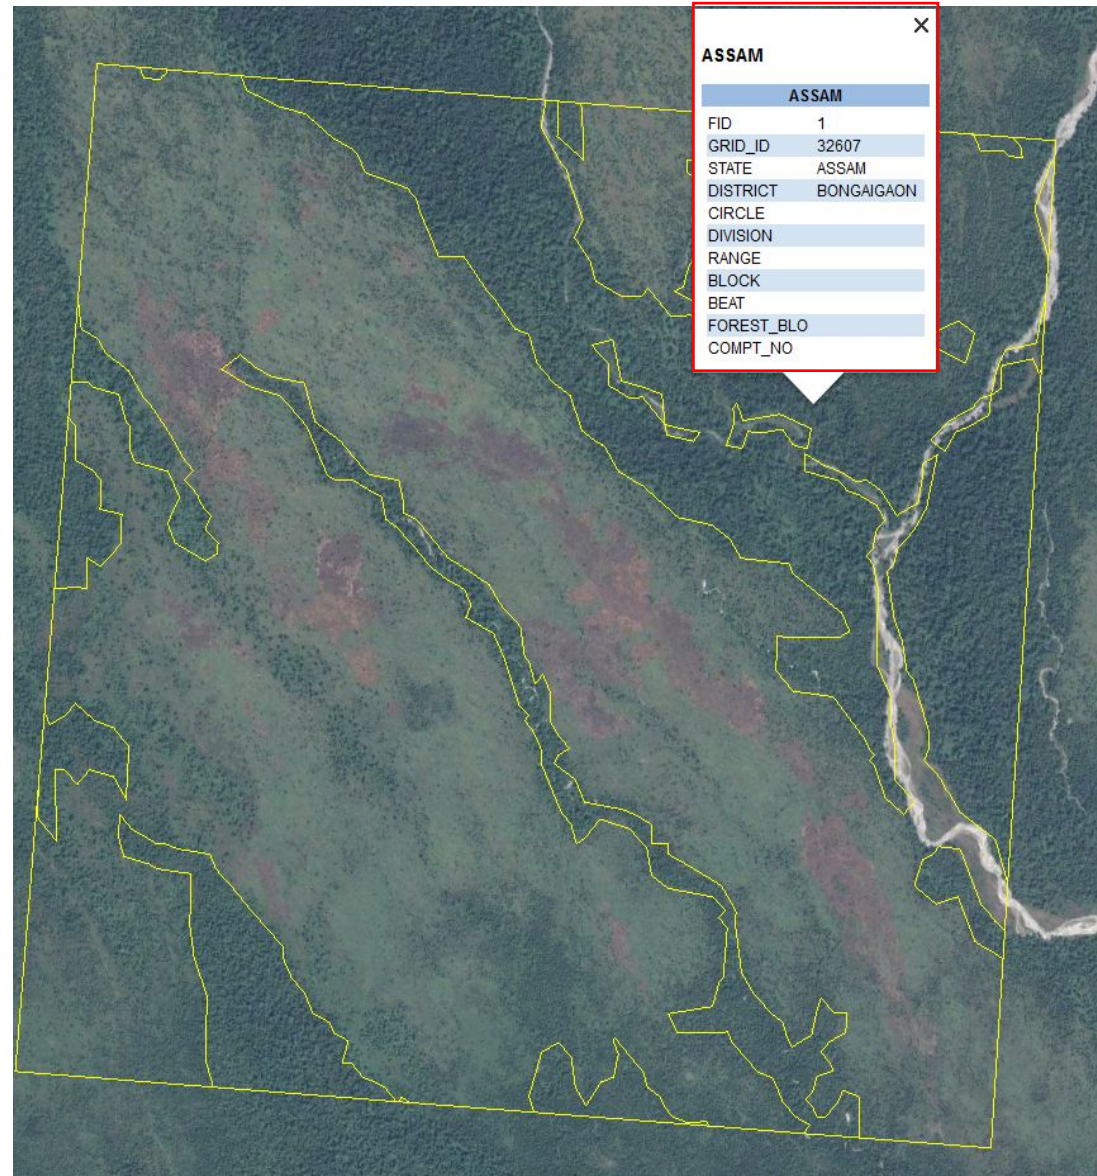 ASSAM
ASSAM
FID 1
GRID_ID 32607
STATE ASSAM
DISTRICT BONGAIGAON
CIRCLE
DIVISION
RANGE
BLOCK
BEAT
FOREST_BLO
COMPT_NO